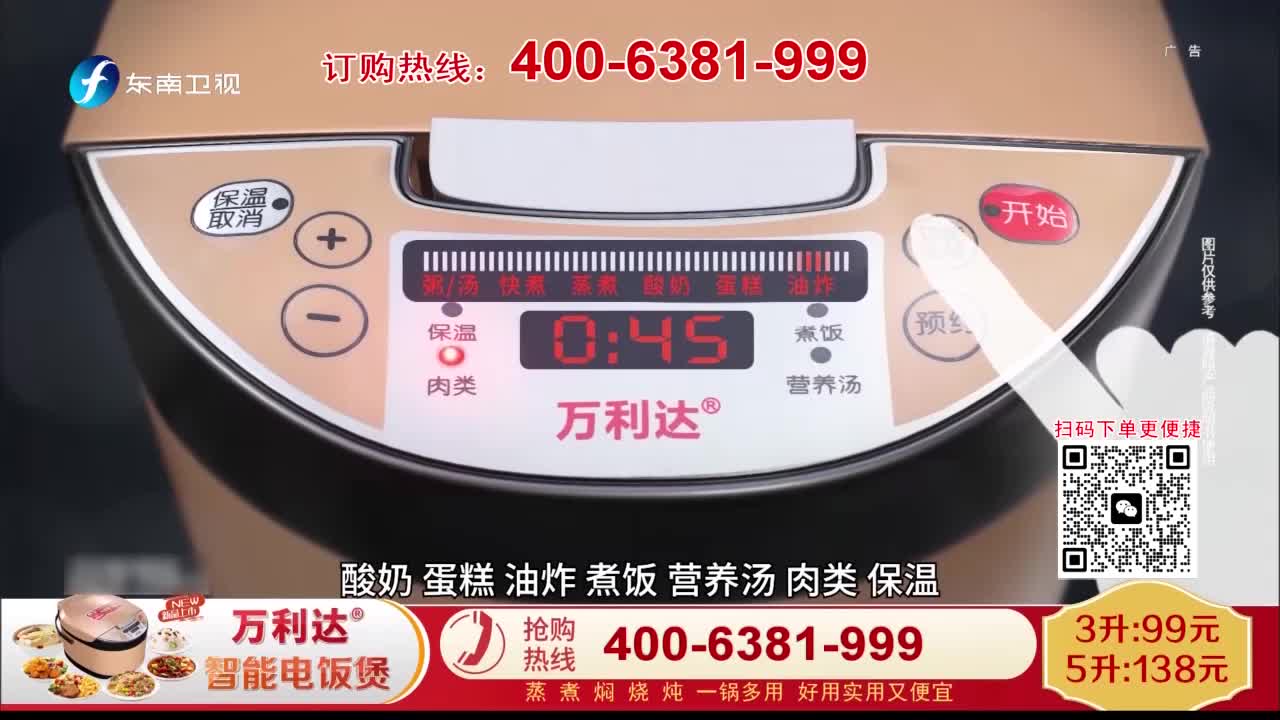 订购热线：400-6381-999
广 告
东南卫视
保温
取消
开始
粥/汤 快煮 蒸煮 酸奶 蛋糕 油炸
保温
煮饭
0:45
肉类
营养汤
预约
万利达®
图片仅供参考
扫码下单更便捷
酸奶 蛋糕 油炸 煮饭 营养汤 肉类 保温
NEW
新品上市
万利达®
智能电饭煲
抢购
热线
400-6381-999
蒸 煮 焖 烧 炖 一锅多用 好用实用又便宜
3升:99元
5升:138元